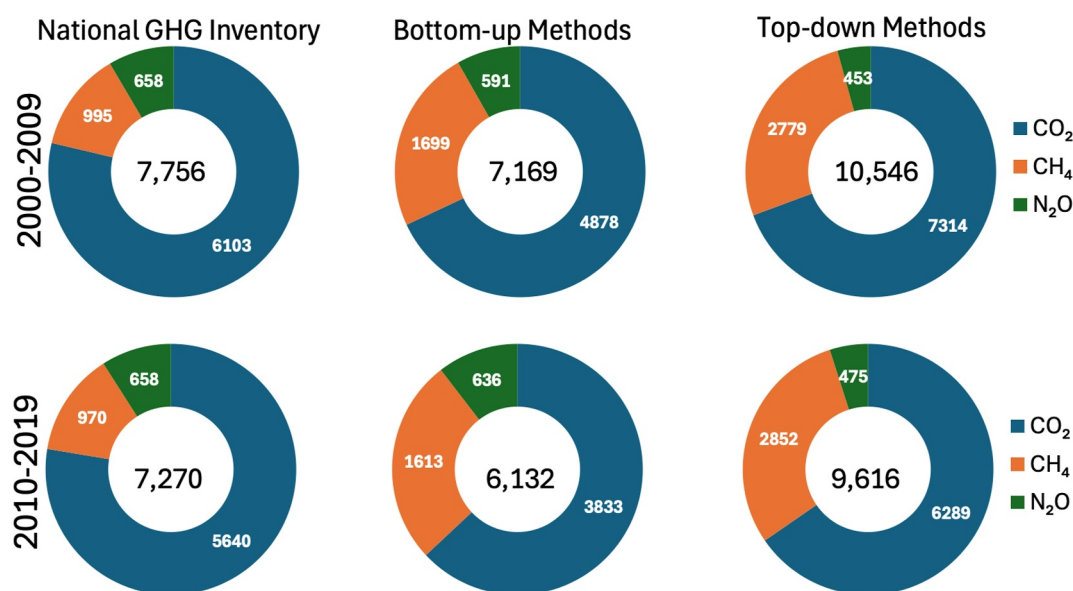 National GHG Inventory
Bottom-up Methods
Top-down Methods
2000-2009
658
995
7,756
6103
591
1699
7,169
4878
453
2779
10,546
7314
CO₂
CH₄
N₂O
2010-2019
658
970
7,270
5640
636
1613
6,132
3833
475
2852
9,616
6289
CO₂
CH₄
N₂O